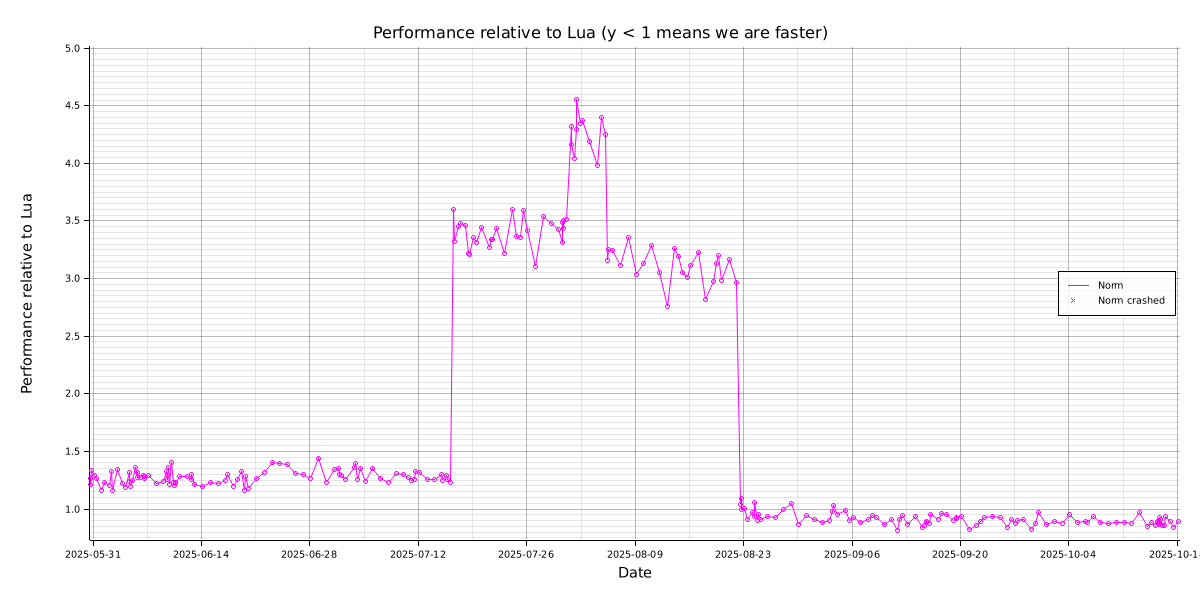 Performance relative to Lua (y < 1 means we are faster)
5.0
4.5
4.0
3.5
3.0
2.5
2.0
1.5
1.0
Performance relative to Lua
Norm
Norm crashed
2025-05-31 2025-06-14 2025-06-28 2025-07-12 2025-07-26 2025-08-09 2025-08-23 2025-09-06 2025-09-20 2025-10-04 2025-10-1
Date